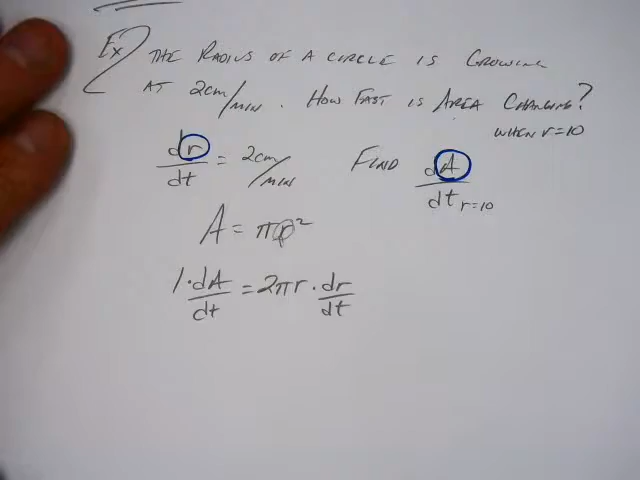 Ex) THE RADIUS OF A CIRCLE IS GROWING
AT 2cm/MIN. HOW FAST IS AREA CHANGING?
WHEN r=10
dr/dt = 2cm/MIN FIND dA/dt r=10
A = πr²
1·dA/dt = 2πr·dr/dt